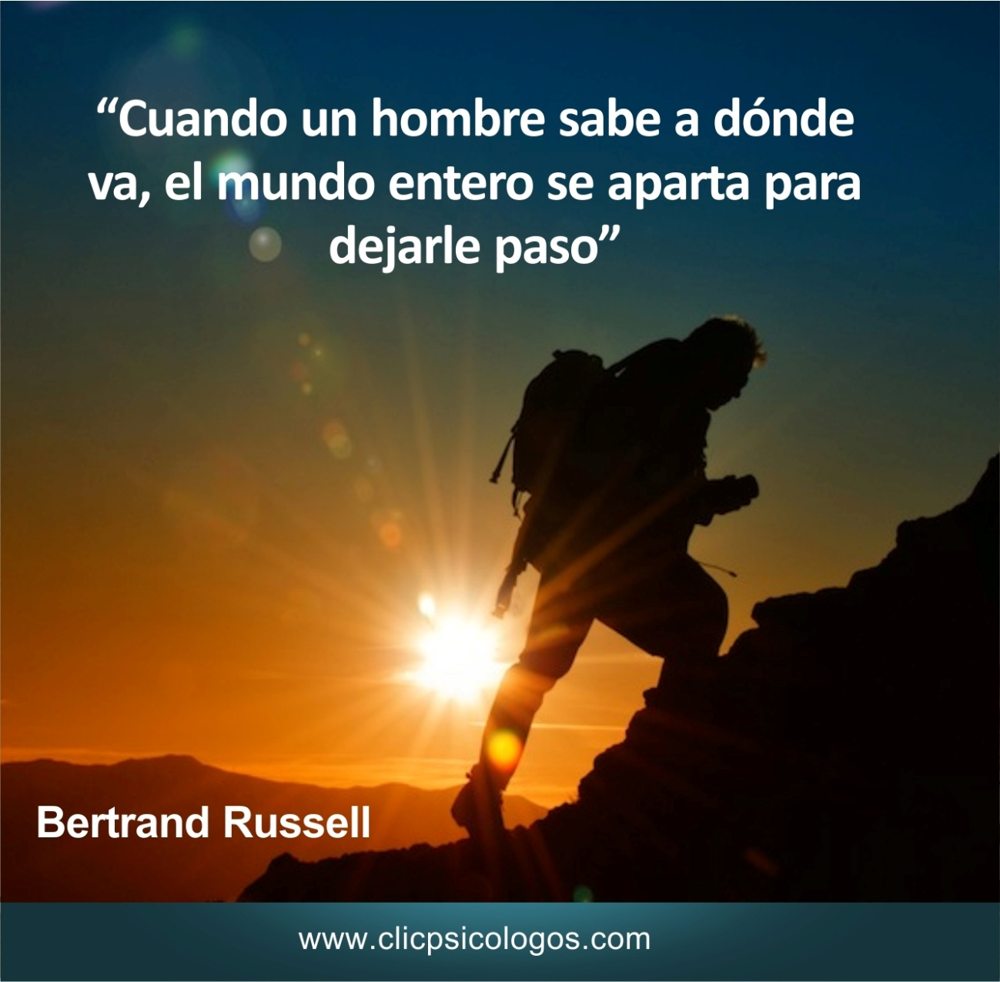 “Cuando un hombre sabe a dónde
va, el mundo entero se aparta para
dejarle paso”
Bertrand Russell
www.clicpsicologos.com